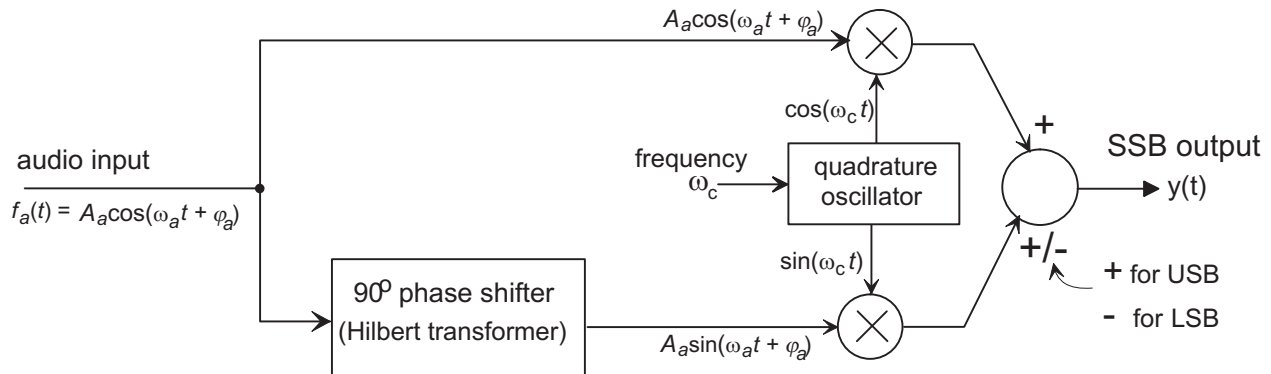 A_a cos(ω_a t + φ_a)
cos(ω_c t)
audio input
f_a(t) = A_a cos(ω_a t + φ_a)
frequency
ω_c
quadrature
oscillator
+
SSB output
y(t)
+/-
+ for USB
- for LSB
sin(ω_c t)
90° phase shifter
(Hilbert transformer)
A_a sin(ω_a t + φ_a)